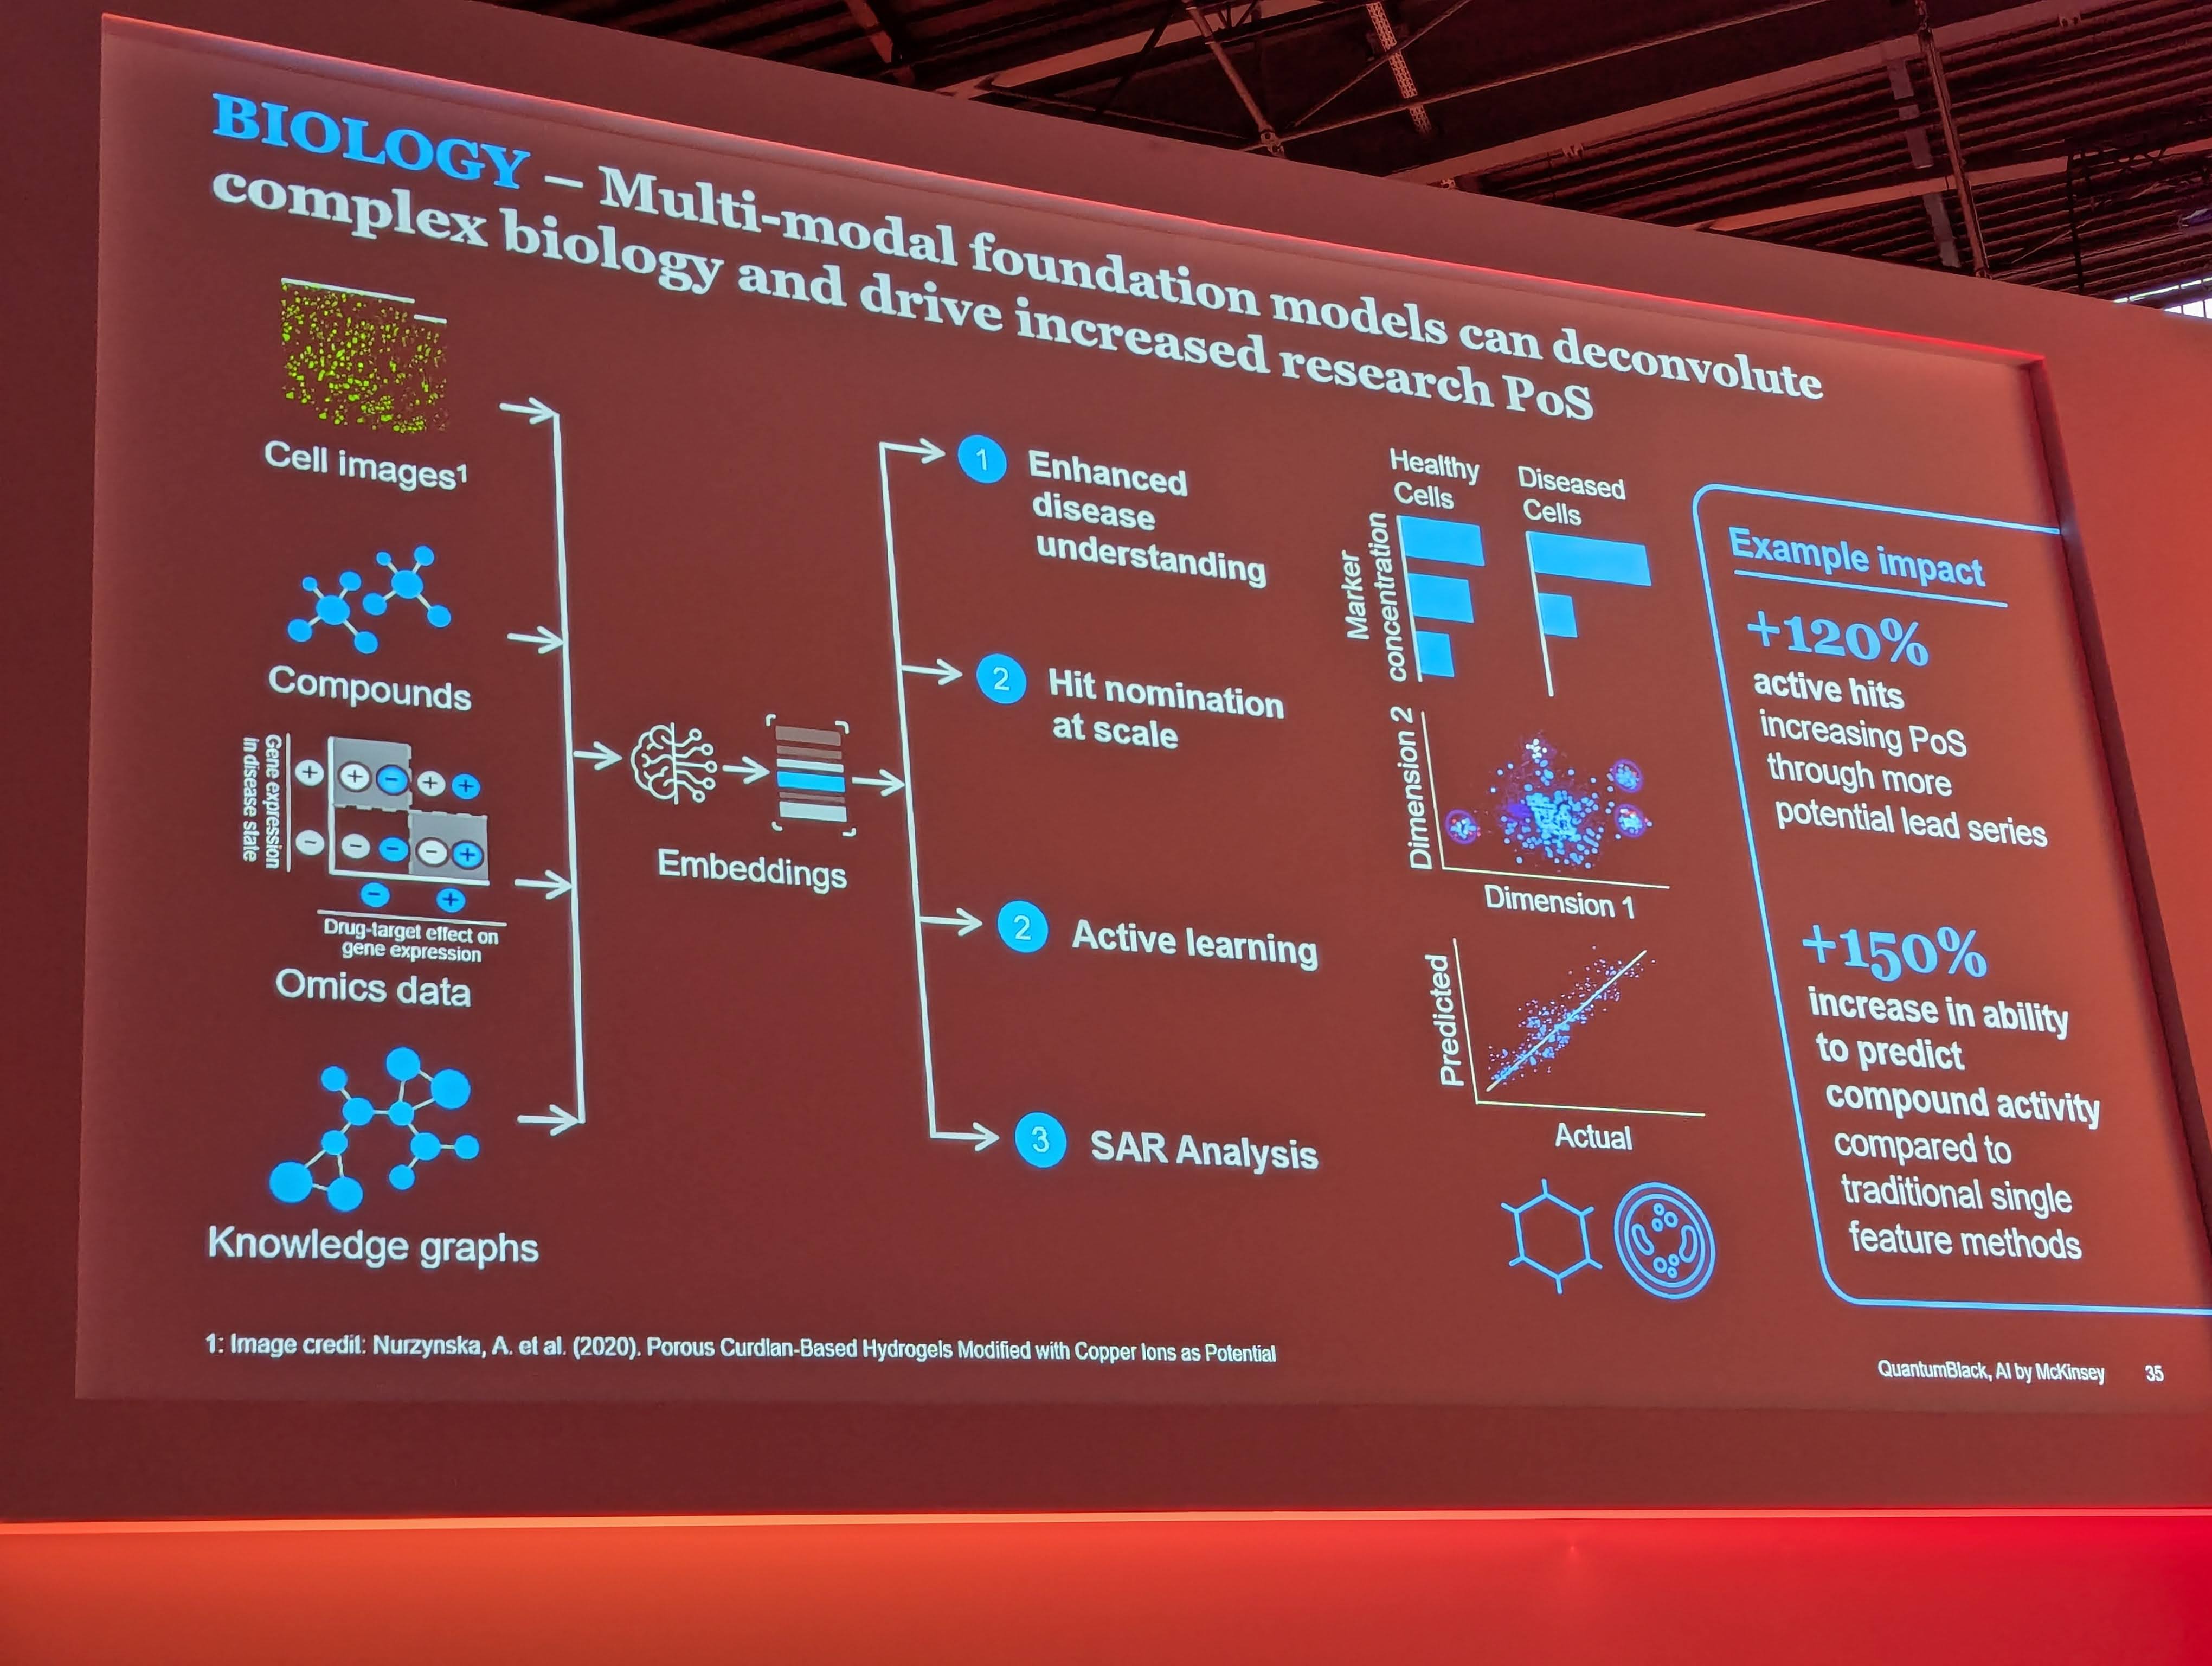 BIOLOGY – Multi-modal foundation models can deconvolute
complex biology and drive increased research PoS
Cell images¹
Compounds
Gene expression
in disease state
+ + − + +
− − − − +
− +
Drug-target effect on
gene expression
Omics data
Knowledge graphs
Embeddings
1 Enhanced
disease
understanding
2 Hit nomination
at scale
2 Active learning
3 SAR Analysis
Healthy
Cells
Diseased
Cells
Marker
concentration
Dimension 2
Dimension 1
Predicted
Actual
Example impact
+120%
active hits
increasing PoS
through more
potential lead series
+150%
increase in ability
to predict
compound activity
compared to
traditional single
feature methods
1: Image credit: Nurzynska, A. et al. (2020). Porous Curdlan-Based Hydrogels Modified with Copper Ions as Potential
QuantumBlack, AI by McKinsey 35